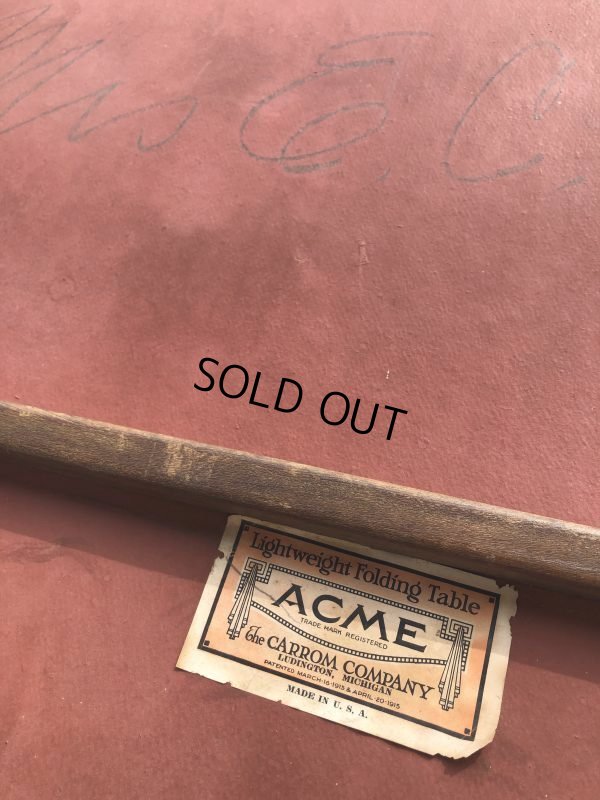 Mrs E. C.
SOLD OUT
Lightweight Folding Table
ACME
TRADE MARK REGISTERED
The CARROM COMPANY
LUDINGTON, MICHIGAN
PATENTED MARCH-16-1915 & APRIL-20-1915
MADE IN U. S. A.